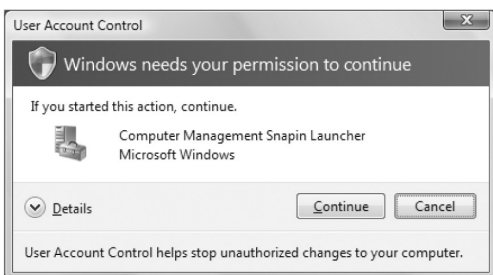 User Account Control
Windows needs your permission to continue
If you started this action, continue.
Computer Management Snapin Launcher
Microsoft Windows
Details
Continue
Cancel
User Account Control helps stop unauthorized changes to your computer.